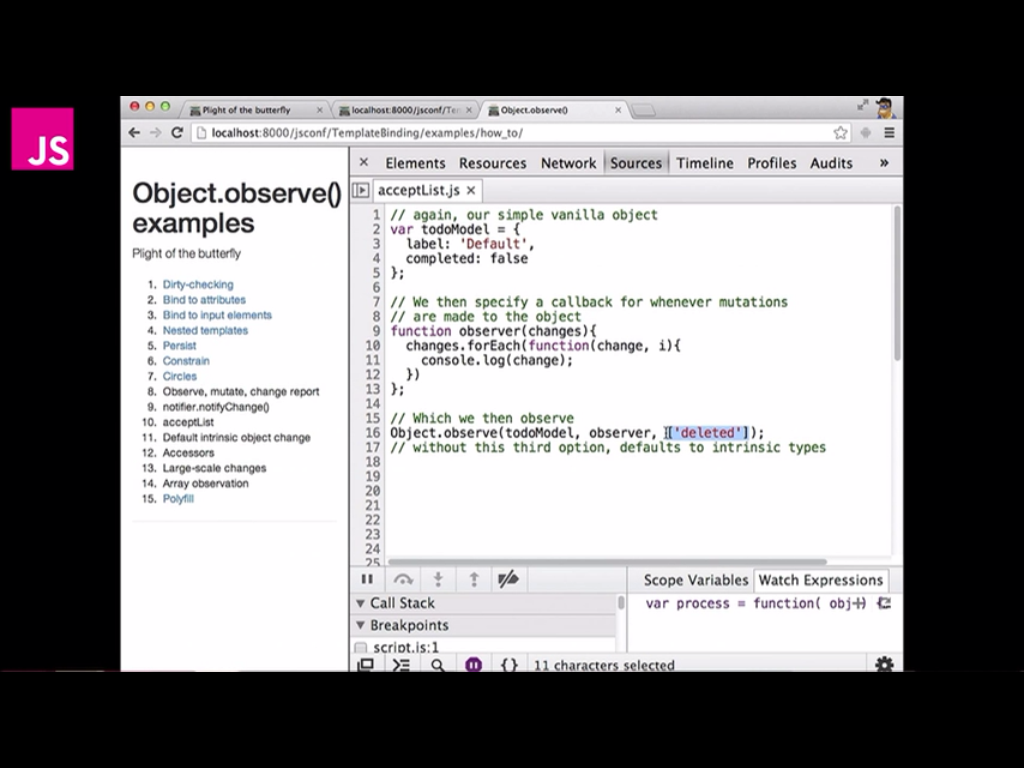 JS
Plight of the butterfly
localhost:8000/jsconf/Te
Object.observe()
localhost:8000/jsconf/TemplateBinding/examples/how_to/
Elements Resources Network Sources Timeline Profiles Audits »
acceptList.js
Object.observe()
examples
Plight of the butterfly
1. Dirty-checking
2. Bind to attributes
3. Bind to input elements
4. Nested templates
5. Persist
6. Constrain
7. Circles
8. Observe, mutate, change report
9. notifier.notifyChange()
10. acceptList
11. Default intrinsic object change
12. Accessors
13. Large-scale changes
14. Array observation
15. Polyfill
1 // again, our simple vanilla object
2 var todoModel = {
3 label: 'Default',
4 completed: false
5 };
6
7 // We then specify a callback for whenever mutations
8 // are made to the object
9 function observer(changes){
10 changes.forEach(function(change, i){
11 console.log(change);
12 })
13 };
14
15 // Which we then observe
16 Object.observe(todoModel, observer, ['deleted']);
17 // without this third option, defaults to intrinsic types
18
19
20
21
22
23
24
25
Scope Variables Watch Expressions
Call Stack
var process = function( obj
Breakpoints
script.js:1
{ } 11 characters selected